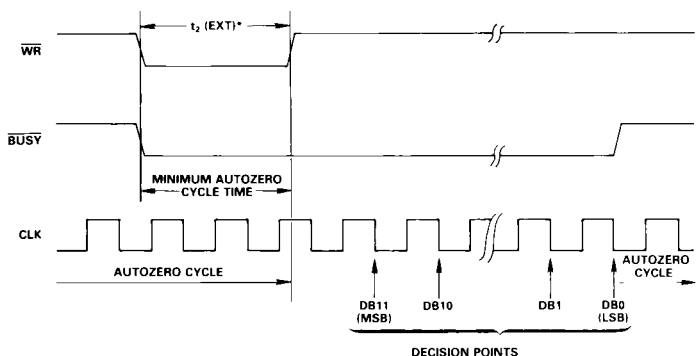 t₂ (EXT)*
WR
BUSY
MINIMUM AUTOZERO
CYCLE TIME
CLK
AUTOZERO CYCLE
AUTOZERO
CYCLE
DB11
(MSB)
DB10
DB1
DB0
(LSB)
DECISION POINTS